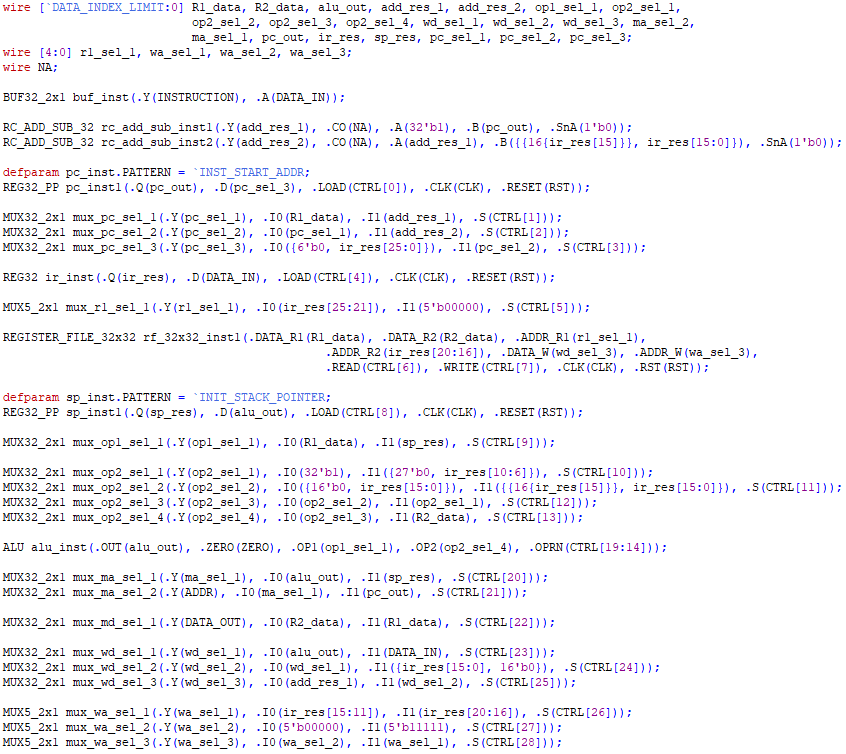 wire [`DATA_INDEX_LIMIT:0] R1_data, R2_data, alu_out, add_res_1, add_res_2, op1_sel_1, op2_sel_1,
op2_sel_2, op2_sel_3, op2_sel_4, wd_sel_1, wd_sel_2, wd_sel_3, ma_sel_2,
ma_sel_1, pc_out, ir_res, sp_res, pc_sel_1, pc_sel_2, pc_sel_3;
wire [4:0] r1_sel_1, wa_sel_1, wa_sel_2, wa_sel_3;
wire NA;
BUF32_2x1 buf_inst(.Y(INSTRUCTION), .A(DATA_IN));
RC_ADD_SUB_32 rc_add_sub_inst1(.Y(add_res_1), .CO(NA), .A(32'b1), .B(pc_out), .SnA(1'b0));
RC_ADD_SUB_32 rc_add_sub_inst2(.Y(add_res_2), .CO(NA), .A(add_res_1), .B({{16{ir_res[15]}}, ir_res[15:0]}), .SnA(1'b0));
defparam pc_inst.PATTERN = `INST_START_ADDR;
REG32_PP pc_inst1(.Q(pc_out), .D(pc_sel_3), .LOAD(CTRL[0]), .CLK(CLK), .RESET(RST));
MUX32_2x1 mux_pc_sel_1(.Y(pc_sel_1), .I0(R1_data), .I1(add_res_1), .S(CTRL[1]));
MUX32_2x1 mux_pc_sel_2(.Y(pc_sel_2), .I0(pc_sel_1), .I1(add_res_2), .S(CTRL[2]));
MUX32_2x1 mux_pc_sel_3(.Y(pc_sel_3), .I0({6'b0, ir_res[25:0]}), .I1(pc_sel_2), .S(CTRL[3]));
REG32 ir_inst(.Q(ir_res), .D(DATA_IN), .LOAD(CTRL[4]), .CLK(CLK), .RESET(RST));
MUX5_2x1 mux_r1_sel_1(.Y(r1_sel_1), .I0(ir_res[25:21]), .I1(5'b00000), .S(CTRL[5]));
REGISTER_FILE_32x32 rf_32x32_inst1(.DATA_R1(R1_data), .DATA_R2(R2_data), .ADDR_R1(r1_sel_1),
.ADDR_R2(ir_res[20:16]), .DATA_W(wd_sel_3), .ADDR_W(wa_sel_3),
.READ(CTRL[6]), .WRITE(CTRL[7]), .CLK(CLK), .RST(RST));
defparam sp_inst.PATTERN = `INIT_STACK_POINTER;
REG32_PP sp_inst1(.Q(sp_res), .D(alu_out), .LOAD(CTRL[8]), .CLK(CLK), .RESET(RST));
MUX32_2x1 mux_op1_sel_1(.Y(op1_sel_1), .I0(R1_data), .I1(sp_res), .S(CTRL[9]));
MUX32_2x1 mux_op2_sel_1(.Y(op2_sel_1), .I0(32'b1), .I1({27'b0, ir_res[10:6]}), .S(CTRL[10]));
MUX32_2x1 mux_op2_sel_2(.Y(op2_sel_2), .I0({16'b0, ir_res[15:0]}), .I1({{16{ir_res[15]}}, ir_res[15:0]}), .S(CTRL[11]));
MUX32_2x1 mux_op2_sel_3(.Y(op2_sel_3), .I0(op2_sel_2), .I1(op2_sel_1), .S(CTRL[12]));
MUX32_2x1 mux_op2_sel_4(.Y(op2_sel_4), .I0(op2_sel_3), .I1(R2_data), .S(CTRL[13]));
ALU alu_inst(.OUT(alu_out), .ZERO(ZERO), .OP1(op1_sel_1), .OP2(op2_sel_4), .OPRN(CTRL[19:14]));
MUX32_2x1 mux_ma_sel_1(.Y(ma_sel_1), .I0(alu_out), .I1(sp_res), .S(CTRL[20]));
MUX32_2x1 mux_ma_sel_2(.Y(ADDR), .I0(ma_sel_1), .I1(pc_out), .S(CTRL[21]));
MUX32_2x1 mux_md_sel_1(.Y(DATA_OUT), .I0(R2_data), .I1(R1_data), .S(CTRL[22]));
MUX32_2x1 mux_wd_sel_1(.Y(wd_sel_1), .I0(alu_out), .I1(DATA_IN), .S(CTRL[23]));
MUX32_2x1 mux_wd_sel_2(.Y(wd_sel_2), .I0(wd_sel_1), .I1({ir_res[15:0], 16'b0}), .S(CTRL[24]));
MUX32_2x1 mux_wd_sel_3(.Y(wd_sel_3), .I0(add_res_1), .I1(wd_sel_2), .S(CTRL[25]));
MUX5_2x1 mux_wa_sel_1(.Y(wa_sel_1), .I0(ir_res[15:11]), .I1(ir_res[20:16]), .S(CTRL[26]));
MUX5_2x1 mux_wa_sel_2(.Y(wa_sel_2), .I0(5'b00000), .I1(5'b11111), .S(CTRL[27]));
MUX5_2x1 mux_wa_sel_3(.Y(wa_sel_3), .I0(wa_sel_2), .I1(wa_sel_1), .S(CTRL[28]));